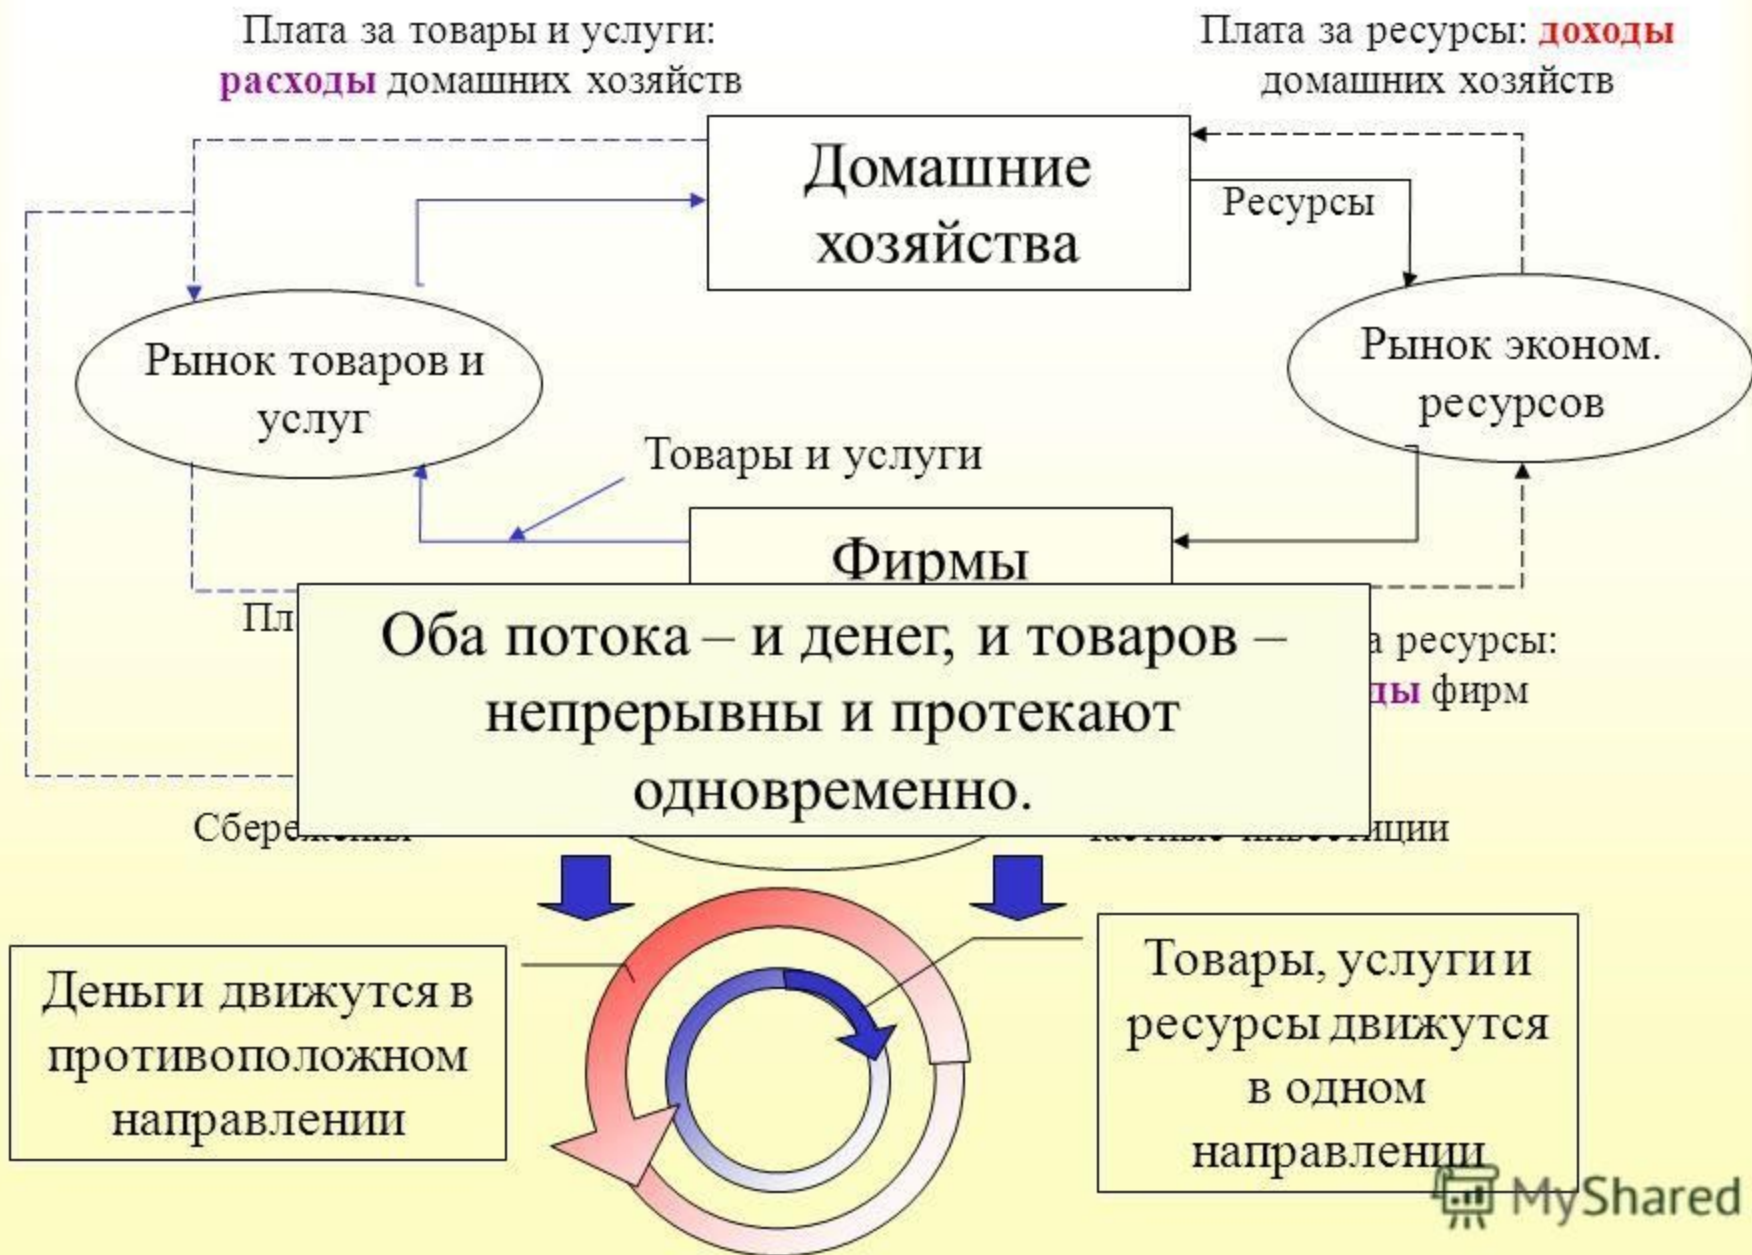 Плата за товары и услуги:
расходы домашних хозяйств
Плата за ресурсы: доходы
домашних хозяйств
Домашние
хозяйства
Ресурсы
Рынок товаров и
услуг
Рынок эконом.
ресурсов
Товары и услуги
Фирмы
Оба потока – и денег, и товаров –
непрерывны и протекают
одновременно.
ресурсы:
фирм
Сбережения
Деньги движутся в
противоположном
направлении
Товары, услуги и
ресурсы движутся
в одном
направлении
MyShared